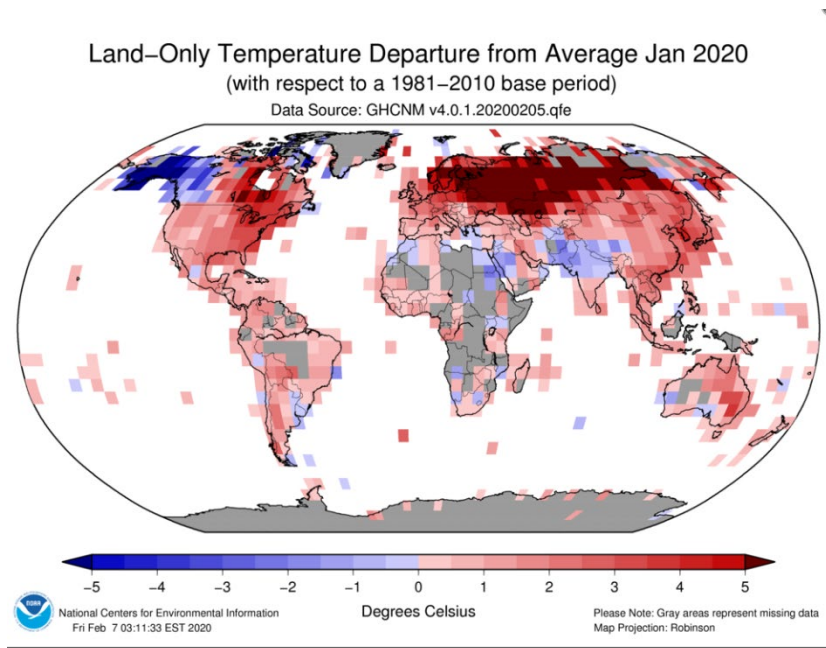 Land−Only Temperature Departure from Average Jan 2020
(with respect to a 1981−2010 base period)
Data Source: GHCNM v4.0.1.20200205.qfe
−5 −4 −3 −2 −1 0 1 2 3 4 5
Degrees Celsius
noaa
National Centers for Environmental Information
Fri Feb 7 03:11:33 EST 2020
Please Note: Gray areas represent missing data
Map Projection: Robinson